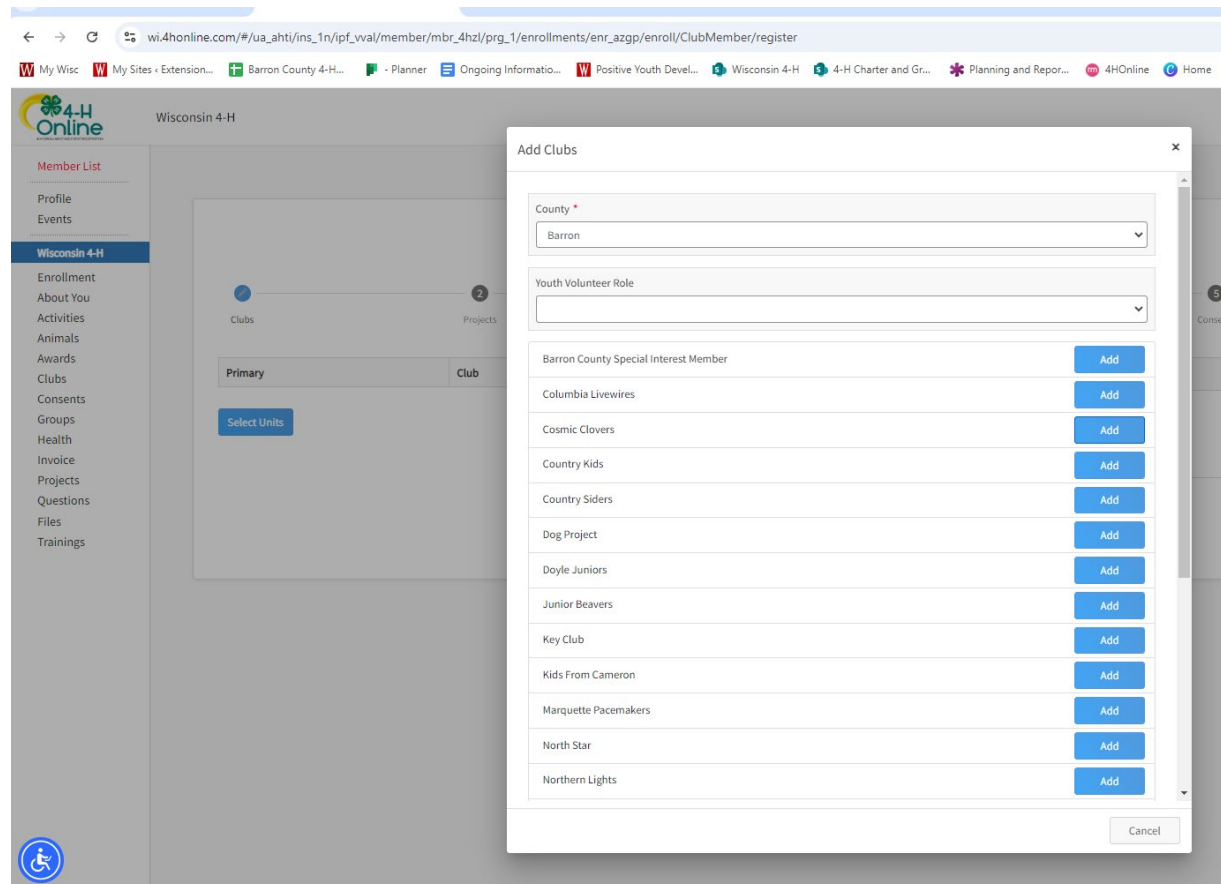 wi.4honline.com/#/ua_ahti/ins_1n/ipf_vval/member/mbr_4hzl/prg_1/enrollments/enr_azgp/enroll/ClubMember/register
My Wisc My Sites ‹ Extension... Barron County 4-H... - Planner Ongoing Informatio... Positive Youth Devel... Wisconsin 4-H 4-H Charter and Gr... Planning and Repor... 4HOnline Home
4-H Online
Wisconsin 4-H
Member List
Profile
Events
Wisconsin 4-H
Enrollment
About You
Activities
Animals
Awards
Clubs
Consents
Groups
Health
Invoice
Projects
Questions
Files
Trainings
2
5
Clubs
Projects
Conse
Primary
Club
Select Units
Add Clubs
×
County *
Barron
Youth Volunteer Role
Barron County Special Interest Member Add
Columbia Livewires Add
Cosmic Clovers Add
Country Kids Add
Country Siders Add
Dog Project Add
Doyle Juniors Add
Junior Beavers Add
Key Club Add
Kids From Cameron Add
Marquette Pacemakers Add
North Star Add
Northern Lights Add
Cancel